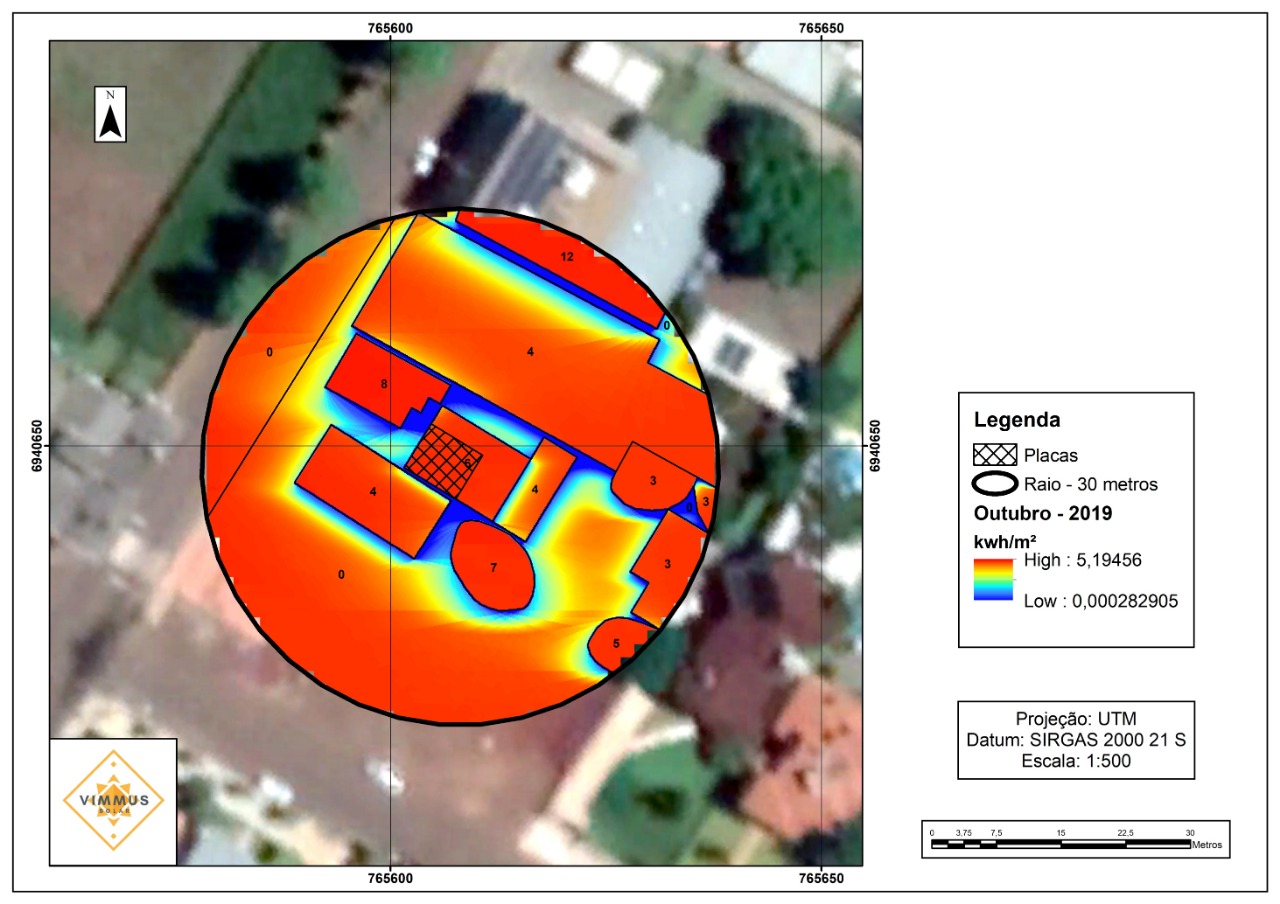 765600
765650
N
12
0
0
4
8
6
4
4
3
3
0
3
0
7
5
6940650
6940650
765600
765650
VIMMUS
SOLAR
Legenda
Placas
Raio - 30 metros
Outubro - 2019
kwh/m²
High : 5,19456
Low : 0,000282905
Projeção: UTM
Datum: SIRGAS 2000 21 S
Escala: 1:500
0 3,75 7,5 15 22,5 30
Metros